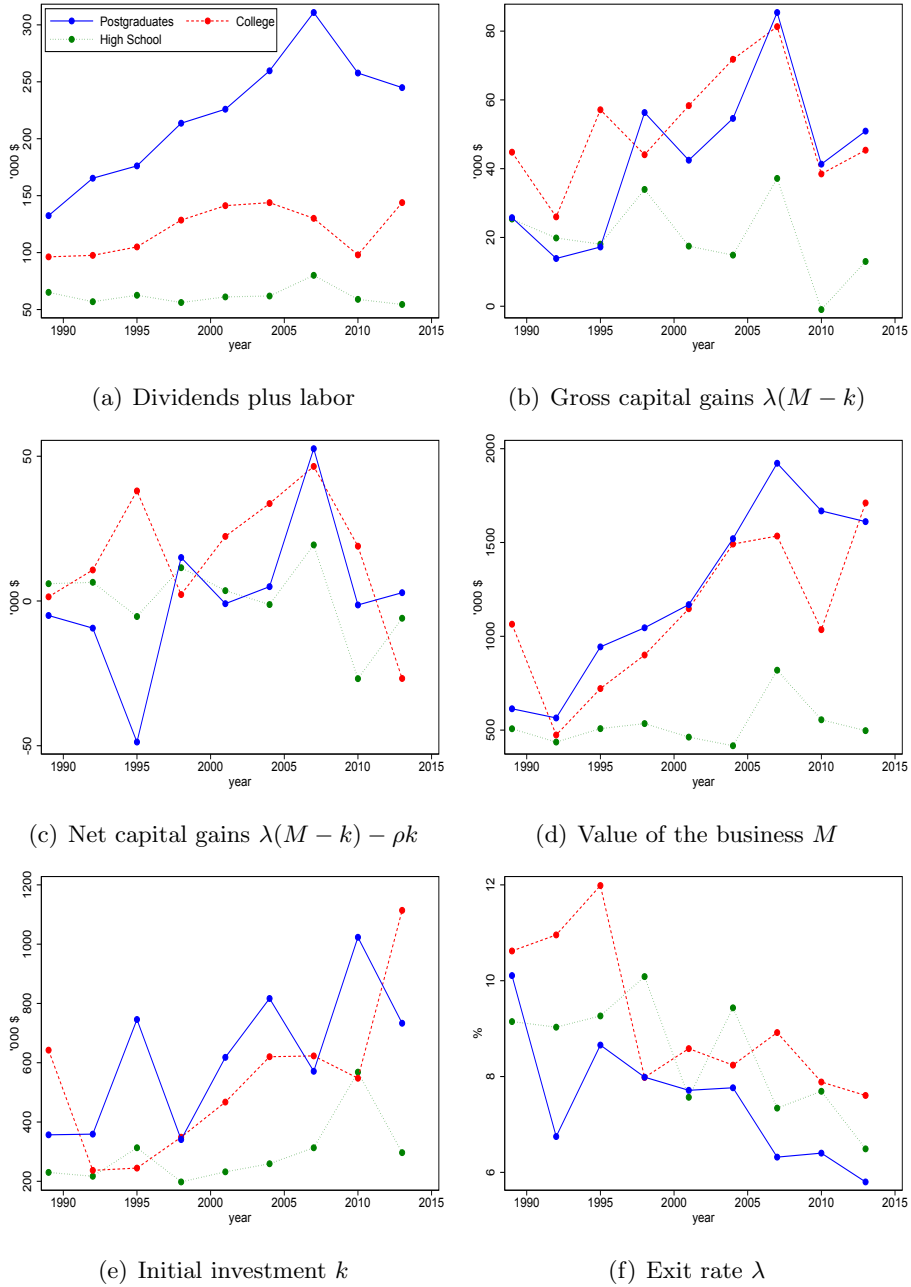 Postgraduates College
High School
'000 $
50 100 150 200 250 300
1990 1995 2000 2005 2010 2015
year
'000 $
0 20 40 60 80
1990 1995 2000 2005 2010 2015
year
(a) Dividends plus labor
(b) Gross capital gains λ(M − k)
'000 $
-50 0 50
1990 1995 2000 2005 2010 2015
year
'000 $
500 1000 1500 2000
1990 1995 2000 2005 2010 2015
year
(c) Net capital gains λ(M − k) − ρk
(d) Value of the business M
'000 $
200 400 600 800 1000 1200
1990 1995 2000 2005 2010 2015
year
%
6 8 10 12
1990 1995 2000 2005 2010 2015
year
(e) Initial investment k
(f) Exit rate λ